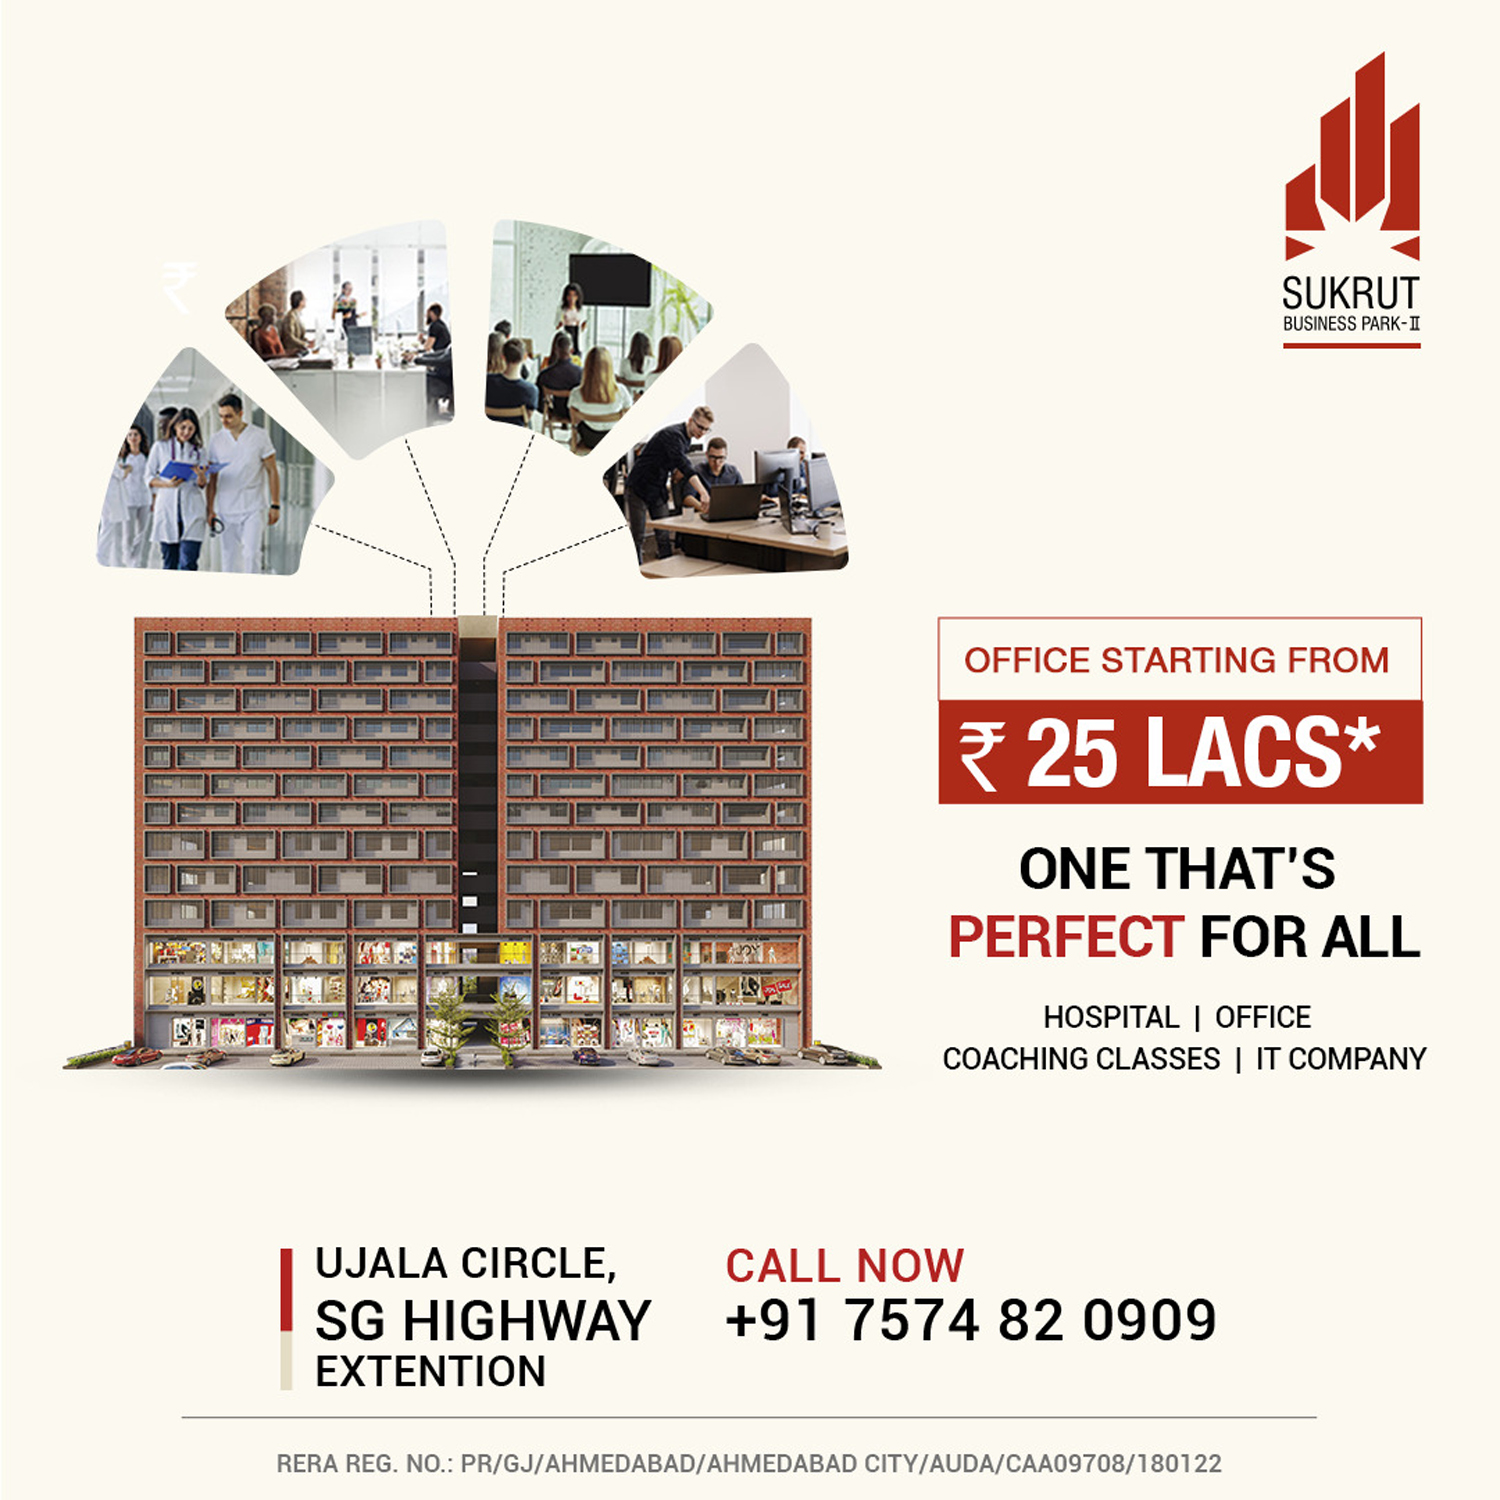 SUKRUT
BUSINESS PARK-II
₹
OFFICE STARTING FROM
₹ 25 LACS*
ONE THAT'S
PERFECT FOR ALL
HOSPITAL | OFFICE
COACHING CLASSES | IT COMPANY
UJALA CIRCLE,
SG HIGHWAY
EXTENTION
CALL NOW
+91 7574 82 0909
RERA REG. NO.: PR/GJ/AHMEDABAD/AHMEDABAD CITY/AUDA/CAA09708/180122